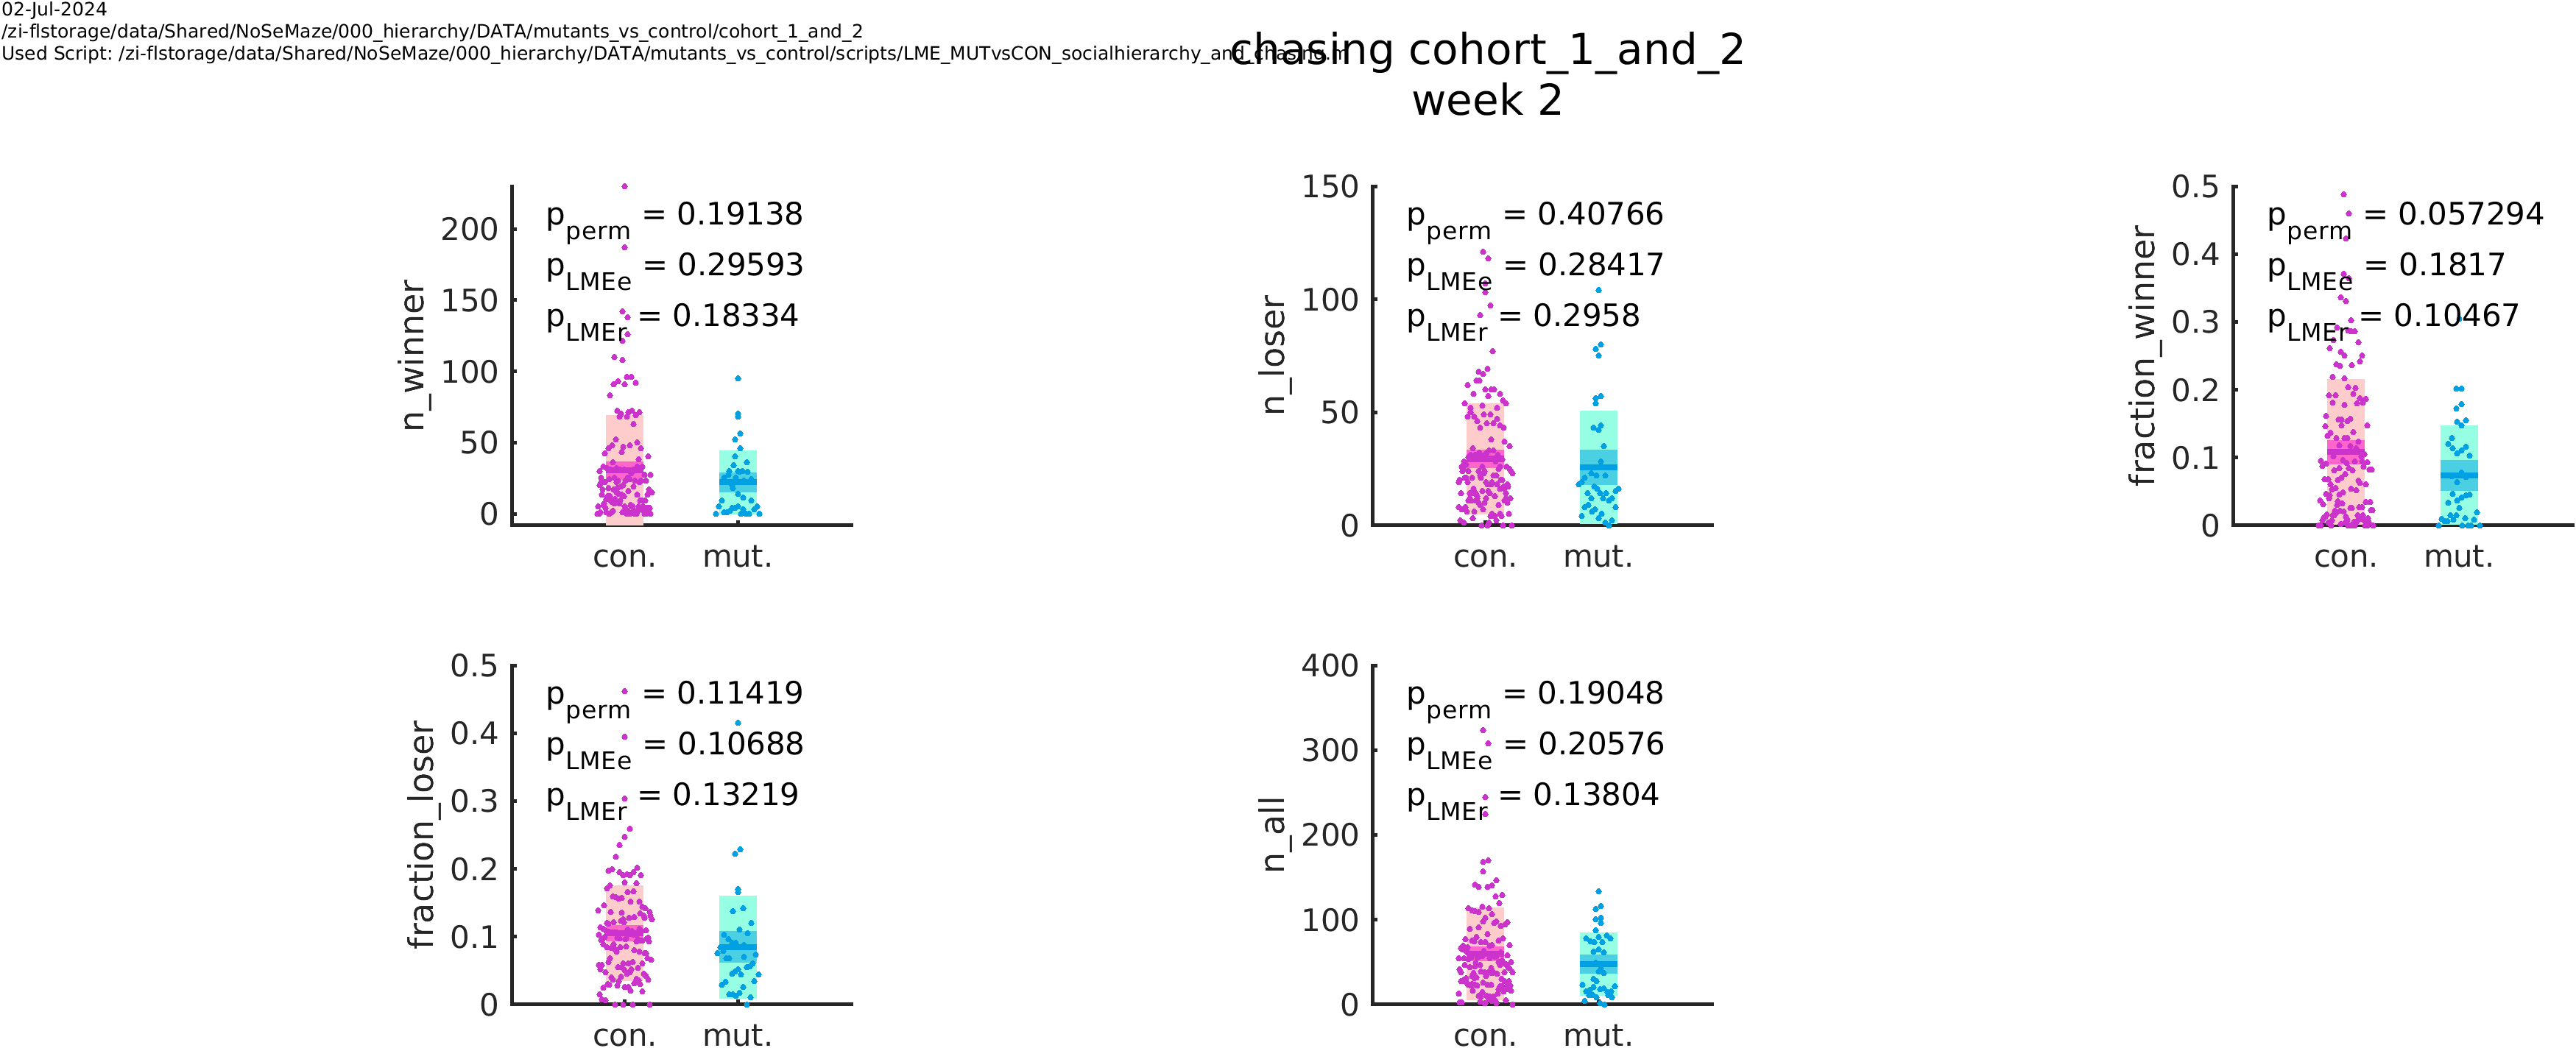 02-Jul-2024
/zi-flstorage/data/Shared/NoSeMaze/000_hierarchy/DATA/mutants_vs_control/cohort_1_and_2
Used Script: /zi-flstorage/data/Shared/NoSeMaze/000_hierarchy/DATA/mutants_vs_control/scripts/LME_MUTvsCON_socialhierarchy_and_chasing.m
chasing cohort_1_and_2
week 2
n_winner
200
150
100
50
0
p_perm = 0.19138
p_LMEe = 0.29593
p_LMEr = 0.18334
con. mut.
n_loser
150
100
50
0
p_perm = 0.40766
p_LMEe = 0.28417
p_LMEr = 0.2958
con. mut.
fraction_winner
0.5
0.4
0.3
0.2
0.1
0
p_perm = 0.057294
p_LMEe = 0.1817
p_LMEr = 0.10467
con. mut.
fraction_loser
0.5
0.4
0.3
0.2
0.1
0
p_perm = 0.11419
p_LMEe = 0.10688
p_LMEr = 0.13219
con. mut.
n_all
400
300
200
100
0
p_perm = 0.19048
p_LMEe = 0.20576
p_LMEr = 0.13804
con. mut.